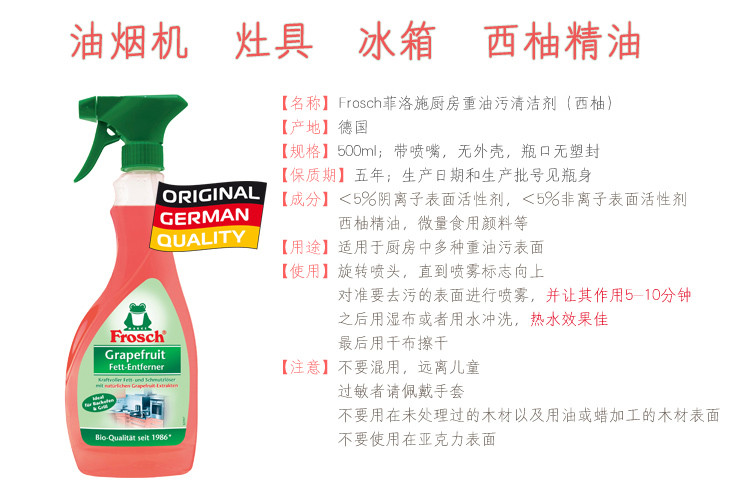 油烟机 灶具 冰箱 西柚精油
【名称】Frosch菲洛施厨房重油污清洁剂（西柚）
【产地】德国
【规格】500ml；带喷嘴，无外壳，瓶口无塑封
【保质期】五年；生产日期和生产批号见瓶身
【成分】<5%阴离子表面活性剂，<5%非离子表面活性剂
西柚精油，微量食用颜料等
【用途】适用于厨房中多种重油污表面
【使用】旋转喷头，直到喷雾标志向上
对准要去污的表面进行喷雾，并让其作用5-10分钟
之后用湿布或者用水冲洗，热水效果佳
最后用干布擦干
【注意】不要混用，远离儿童
过敏者请佩戴手套
不要用在未处理过的木材以及用油或蜡加工的木材表面
不要使用在亚克力表面
ORIGINAL
GERMAN
QUALITY
Frosch
Grapefruit
Fett-Entferner
Kraftvoller Fett- und Schmutzlöser
mit natürlichen Grapefruit-Extrakten
Ideal
für Backofen
& Grill
Bio-Qualität seit 1986*